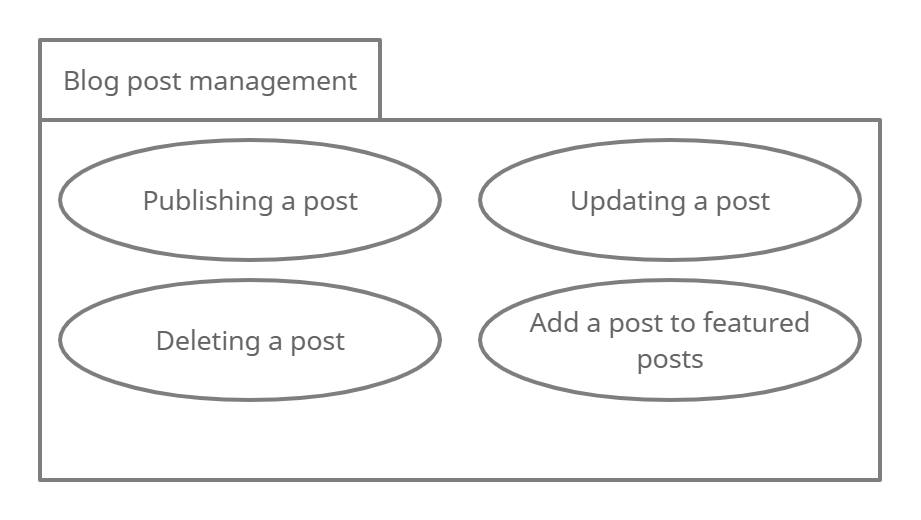 Blog post management
Publishing a post
Updating a post
Deleting a post
Add a post to featured
posts